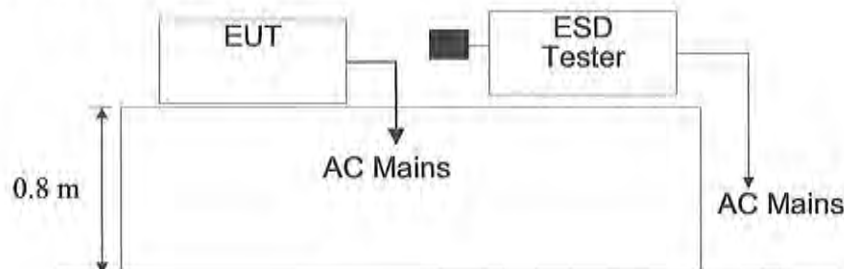 EUT
ESD
Tester
AC Mains
0.8 m
AC Mains